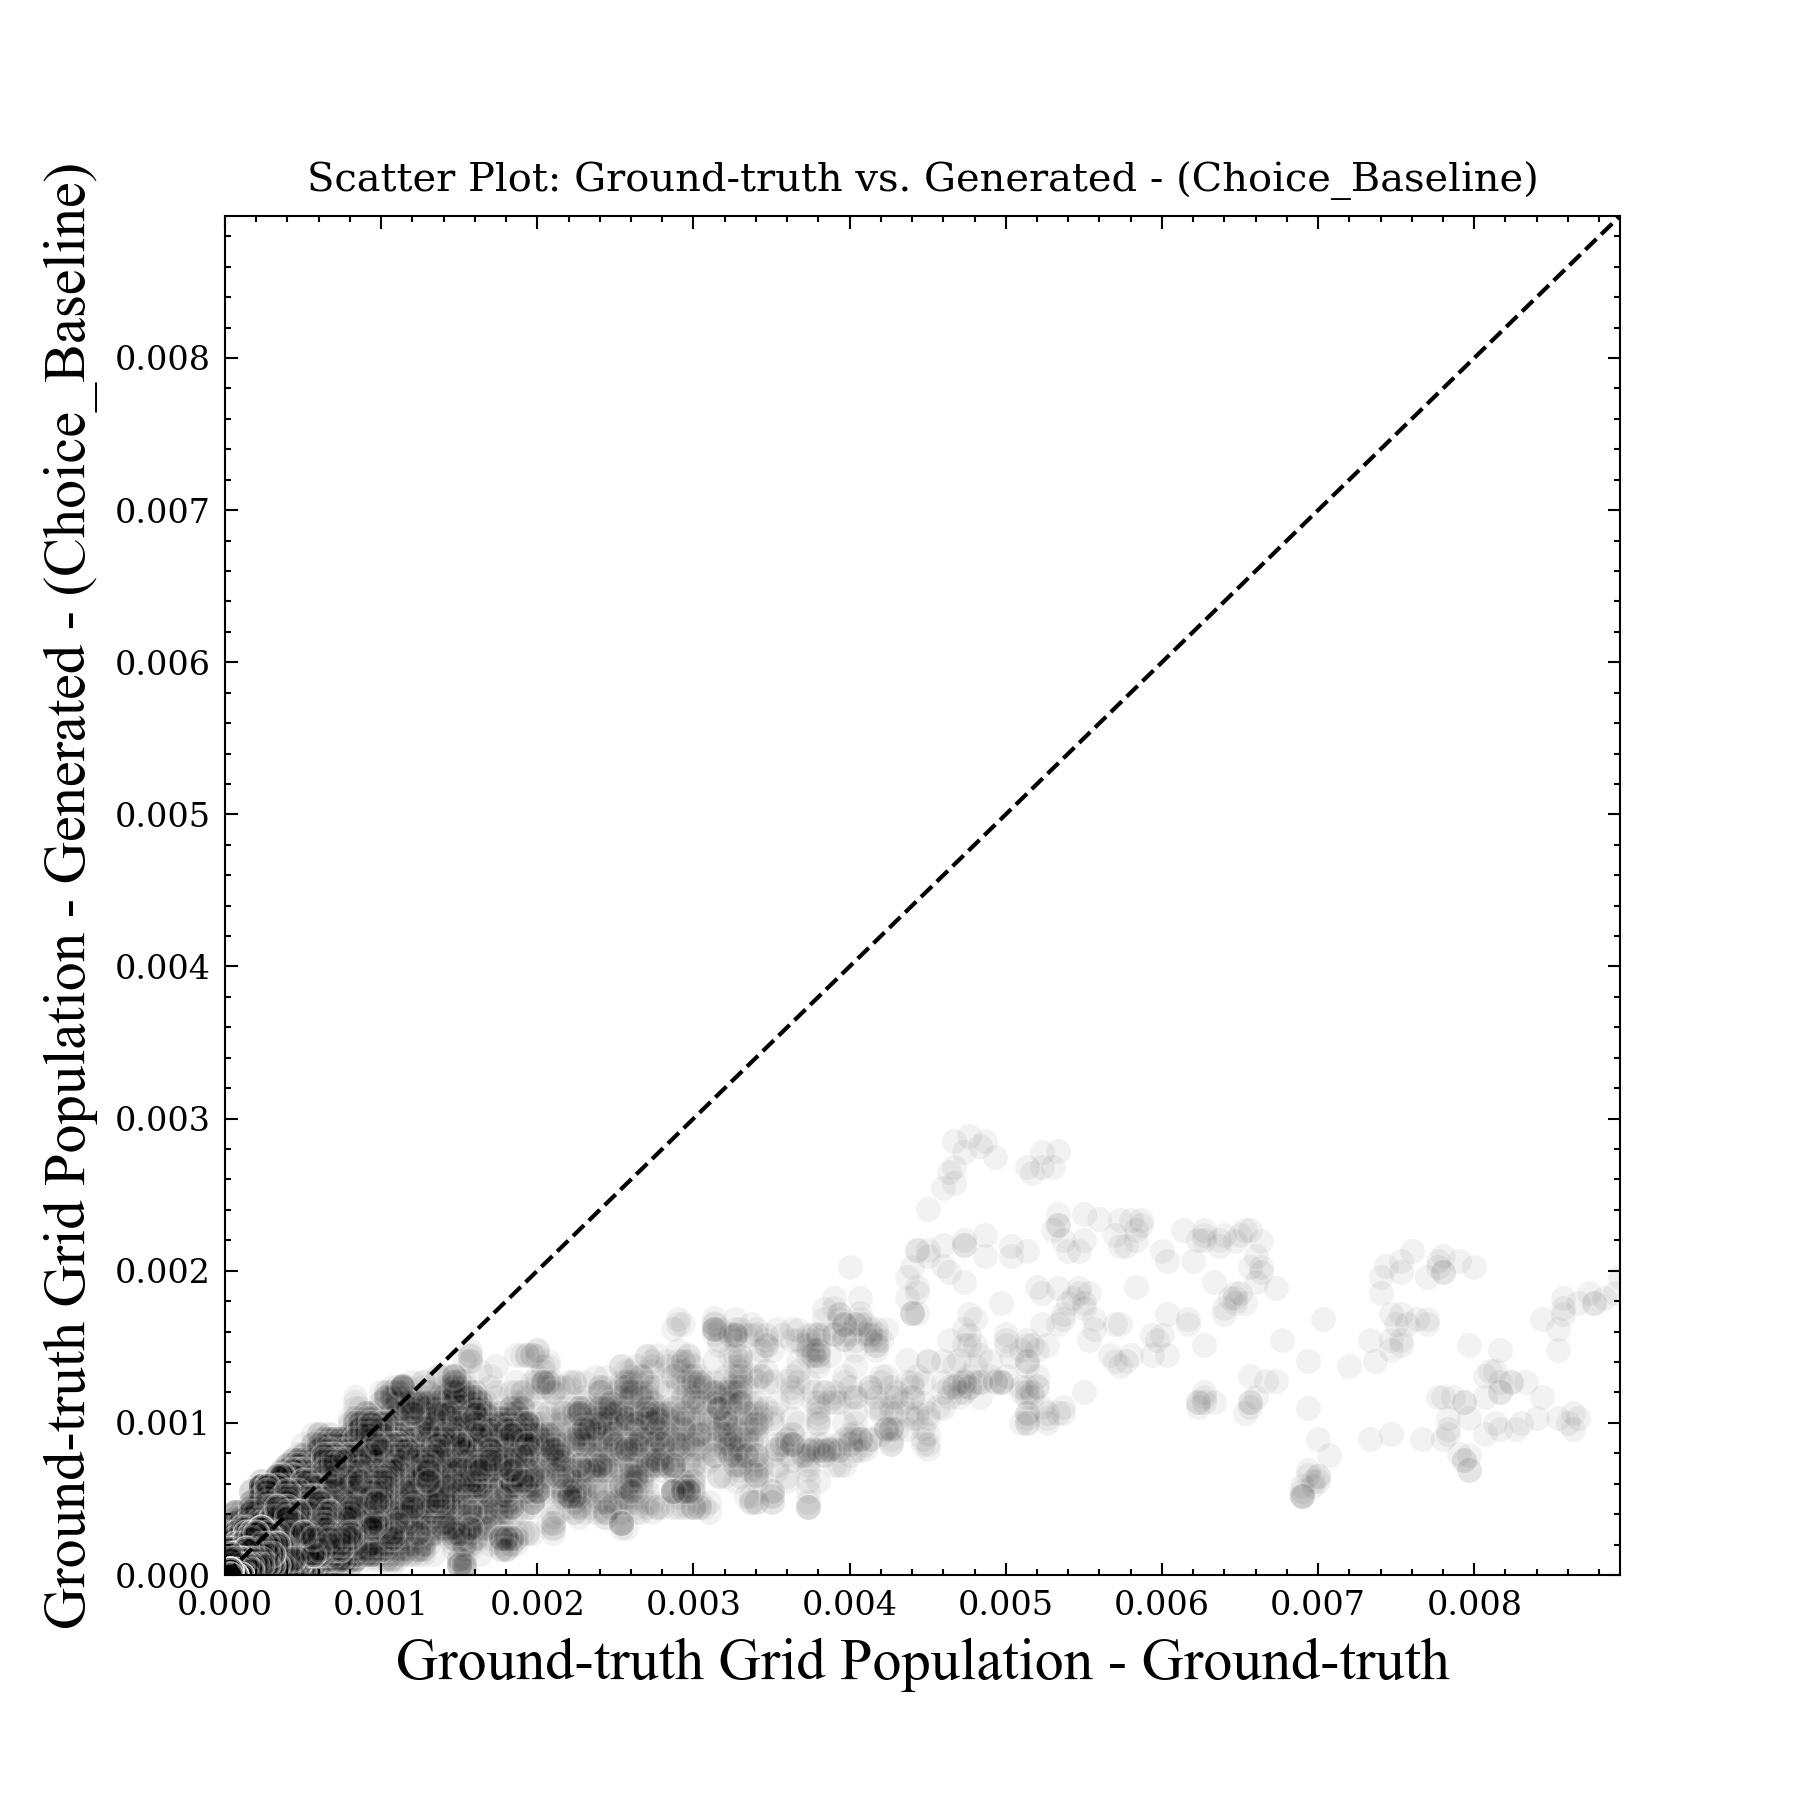 Scatter Plot: Ground-truth vs. Generated - (Choice_Baseline)
Ground-truth Grid Population - Generated - (Choice_Baseline)
0.008
0.007
0.006
0.005
0.004
0.003
0.002
0.001
0.000
0.000 0.001 0.002 0.003 0.004 0.005 0.006 0.007 0.008
Ground-truth Grid Population - Ground-truth